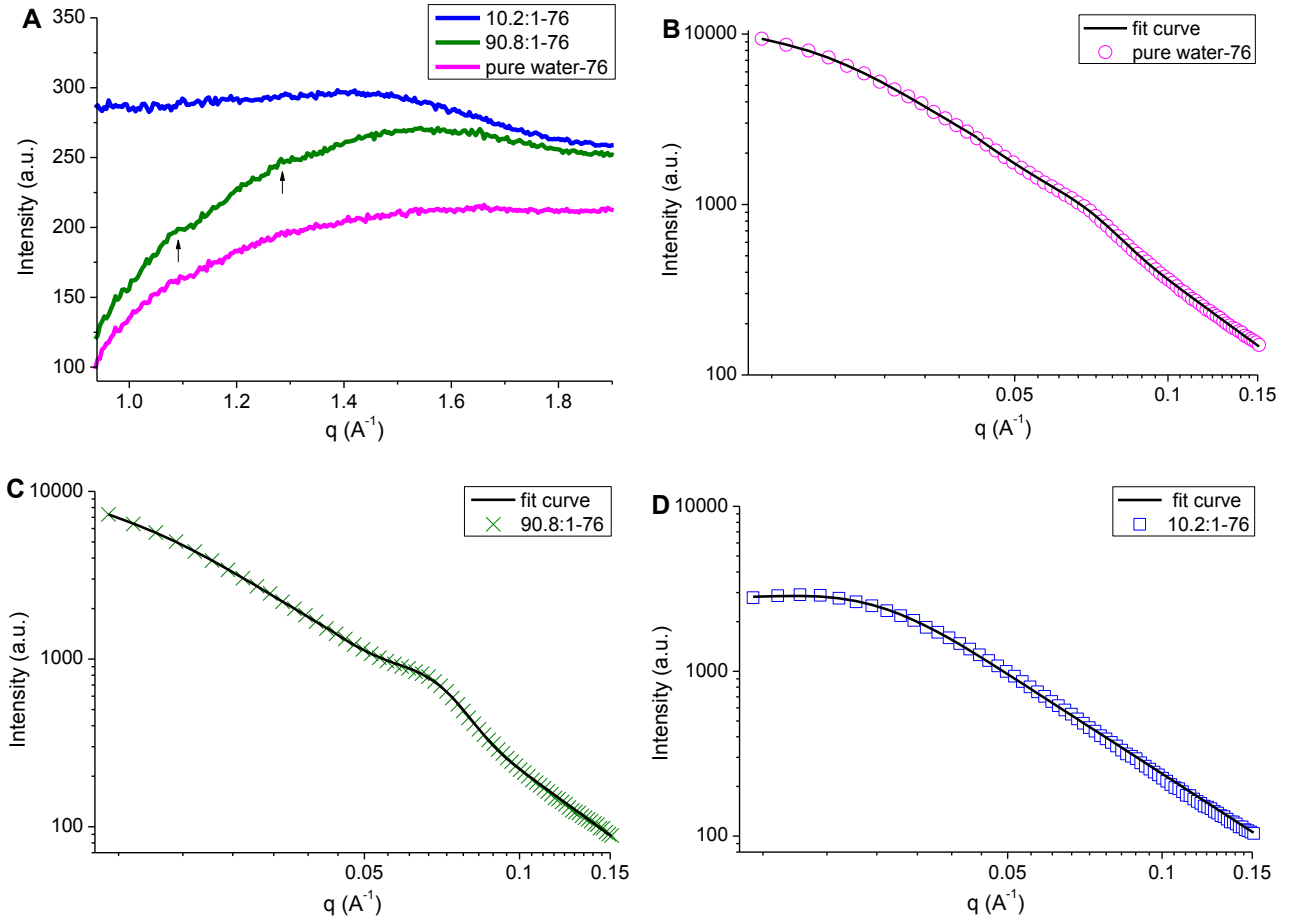 A
10.2:1-76
90.8:1-76
pure water-76
350
300
250
200
150
100
Intensity (a.u.)
1.0
1.2
1.4
1.6
1.8
q (A⁻¹)
B
fit curve
pure water-76
10000
1000
100
Intensity (a.u.)
0.05
0.1
0.15
q (A⁻¹)
C
fit curve
90.8:1-76
10000
1000
100
Intensity (a.u.)
0.05
0.1
0.15
q (A⁻¹)
D
fit curve
10.2:1-76
10000
1000
100
Intensity (a.u.)
0.05
0.1
0.15
q (A⁻¹)